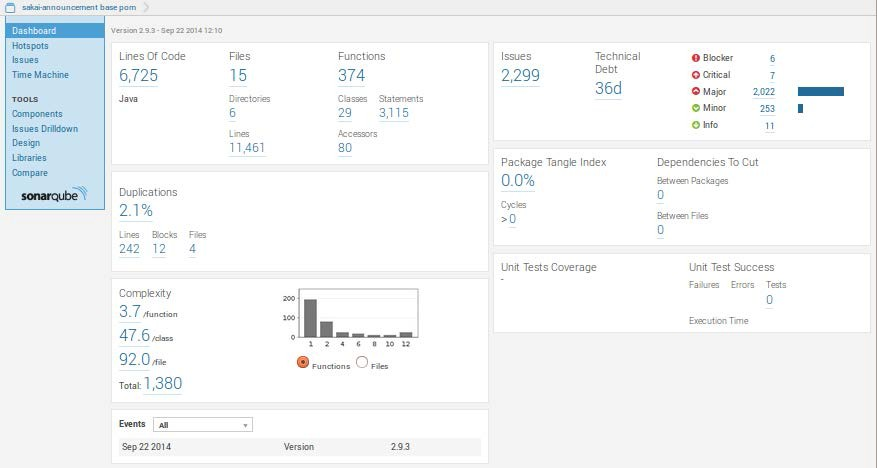 sakai-announcement base pom
Dashboard
Hotspots
Issues
Time Machine
TOOLS
Components
Issues Drilldown
Design
Libraries
Compare
sonarqube
Version 2.9.3 - Sep 22 2014 12:10
Lines Of Code Files Functions
6,725 15 374
Java Directories Classes Statements
6 29 3,115
Lines Accessors
11,461 80
Duplications
2.1%
Lines Blocks Files
242 12 4
Complexity
3.7 /function
47.6 /class
92.0 /file
Total: 1,380
200
100
0
1 2 4 6 8 10 12
Functions Files
Events All
Sep 22 2014 Version 2.9.3
Issues Technical Debt
2,299 36d
Blocker 6
Critical 7
Major 2,022
Minor 253
Info 11
Package Tangle Index Dependencies To Cut
0.0% Between Packages
0
Cycles Between Files
> 0 0
Unit Tests Coverage Unit Test Success
- Failures Errors Tests
0
Execution Time